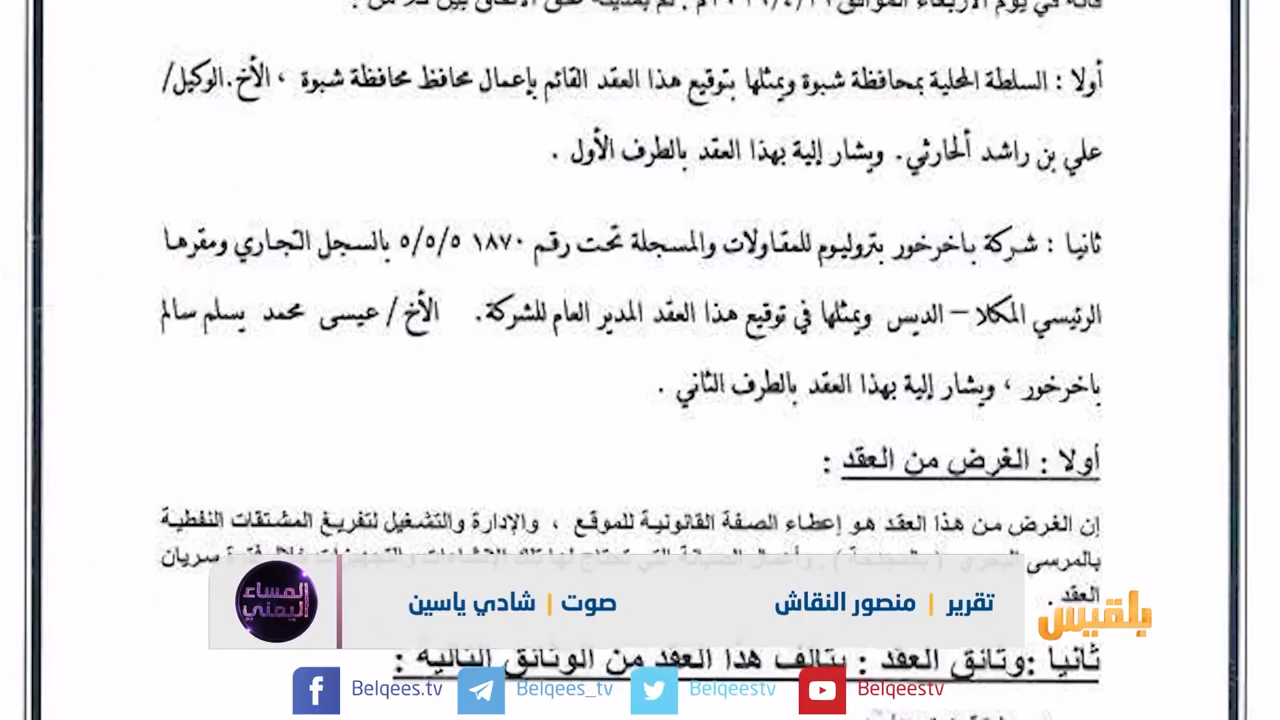 أولا : السلطة المحلية بمحافظة شبوة ويمثلها بتوقيع هذا العقد القائم بإعمال محافظ محافظة شبوة ، الأخ.الوكيل/
علي بن راشد ألحارثي. ويشار إلية بهذا العقد بالطرف الأول .
ثانيا : شركة باخرخور بتروليوم للمقاولات والمسجلة تحت رقم ١٨٧٠ ٥/٥/٥ بالسجل التجاري ومقرها
الرئيسي المكلا – الديس ويمثلها في توقيع هذا العقد المدير العام للشركة. الأخ/ عيسى محمد يسلم سالم
باخرخور ، ويشار إلية بهذا العقد بالطرف الثاني .
أولا : الغرض من العقد :
إن الغرض من هذا العقد هو إعطاء الصفة القانونية للموقع ، والإدارة والتشغيل لتفريغ المشتقات النفطية
بالمرسى سريان
العقد .
تقرير | منصور النقاش صوت | شادي ياسين
المساء اليمني
بلقيس
ثانيا :وثائق العقد : يتألف هذا العقد من الوثائق التالية :
Belqees.tv Belqees_tv Belqeestv Belqeestv